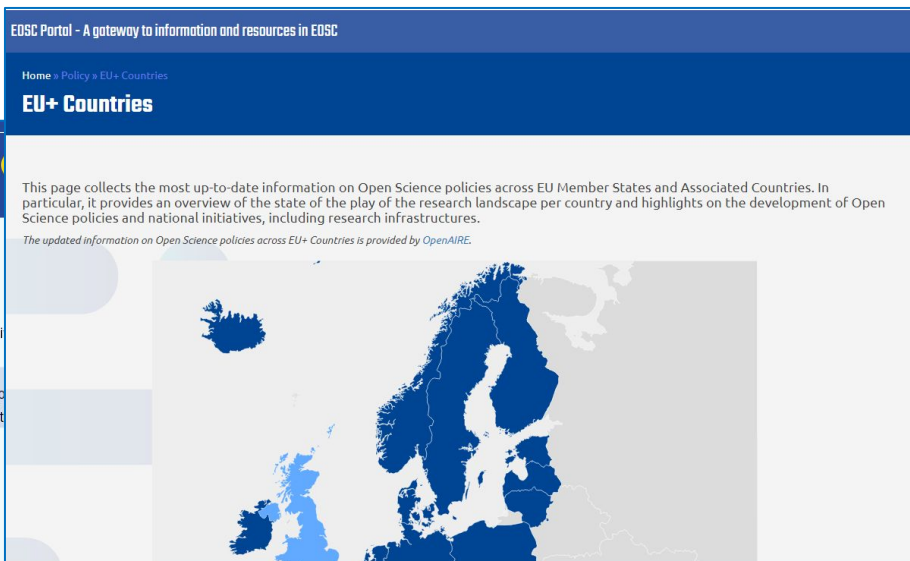 EOSC Portal - A gateway to information and resources in EOSC
Home » Policy » EU+ Countries
EU+ Countries
This page collects the most up-to-date information on Open Science policies across EU Member States and Associated Countries. In
particular, it provides an overview of the state of the play of the research landscape per country and highlights on the development of Open
Science policies and national initiatives, including research infrastructures.
The updated information on Open Science policies across EU+ Countries is provided by OpenAIRE.